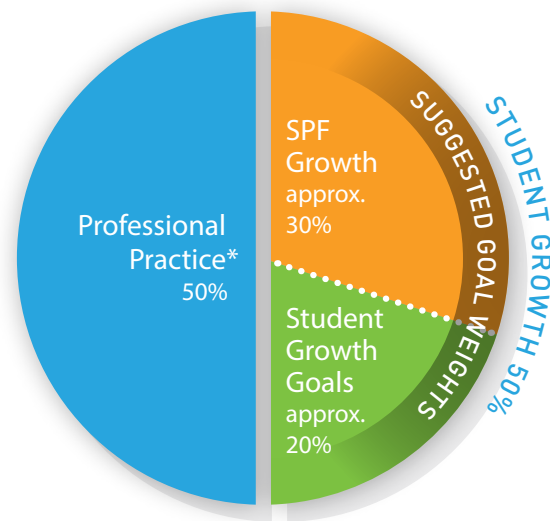 Professional
Practice*
50%
SPF
Growth
approx.
30%
Student
Growth
Goals
approx.
20%
SUGGESTED GOAL WEIGHTS
STUDENT GROWTH 50%